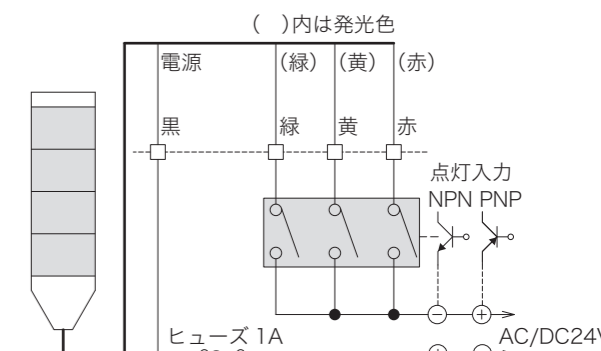 （　）内は発光色
電源 （緑） （黄） （赤）
黒 緑 黄 赤
点灯入力
NPN PNP
ヒューズ 1A
AC/DC24V